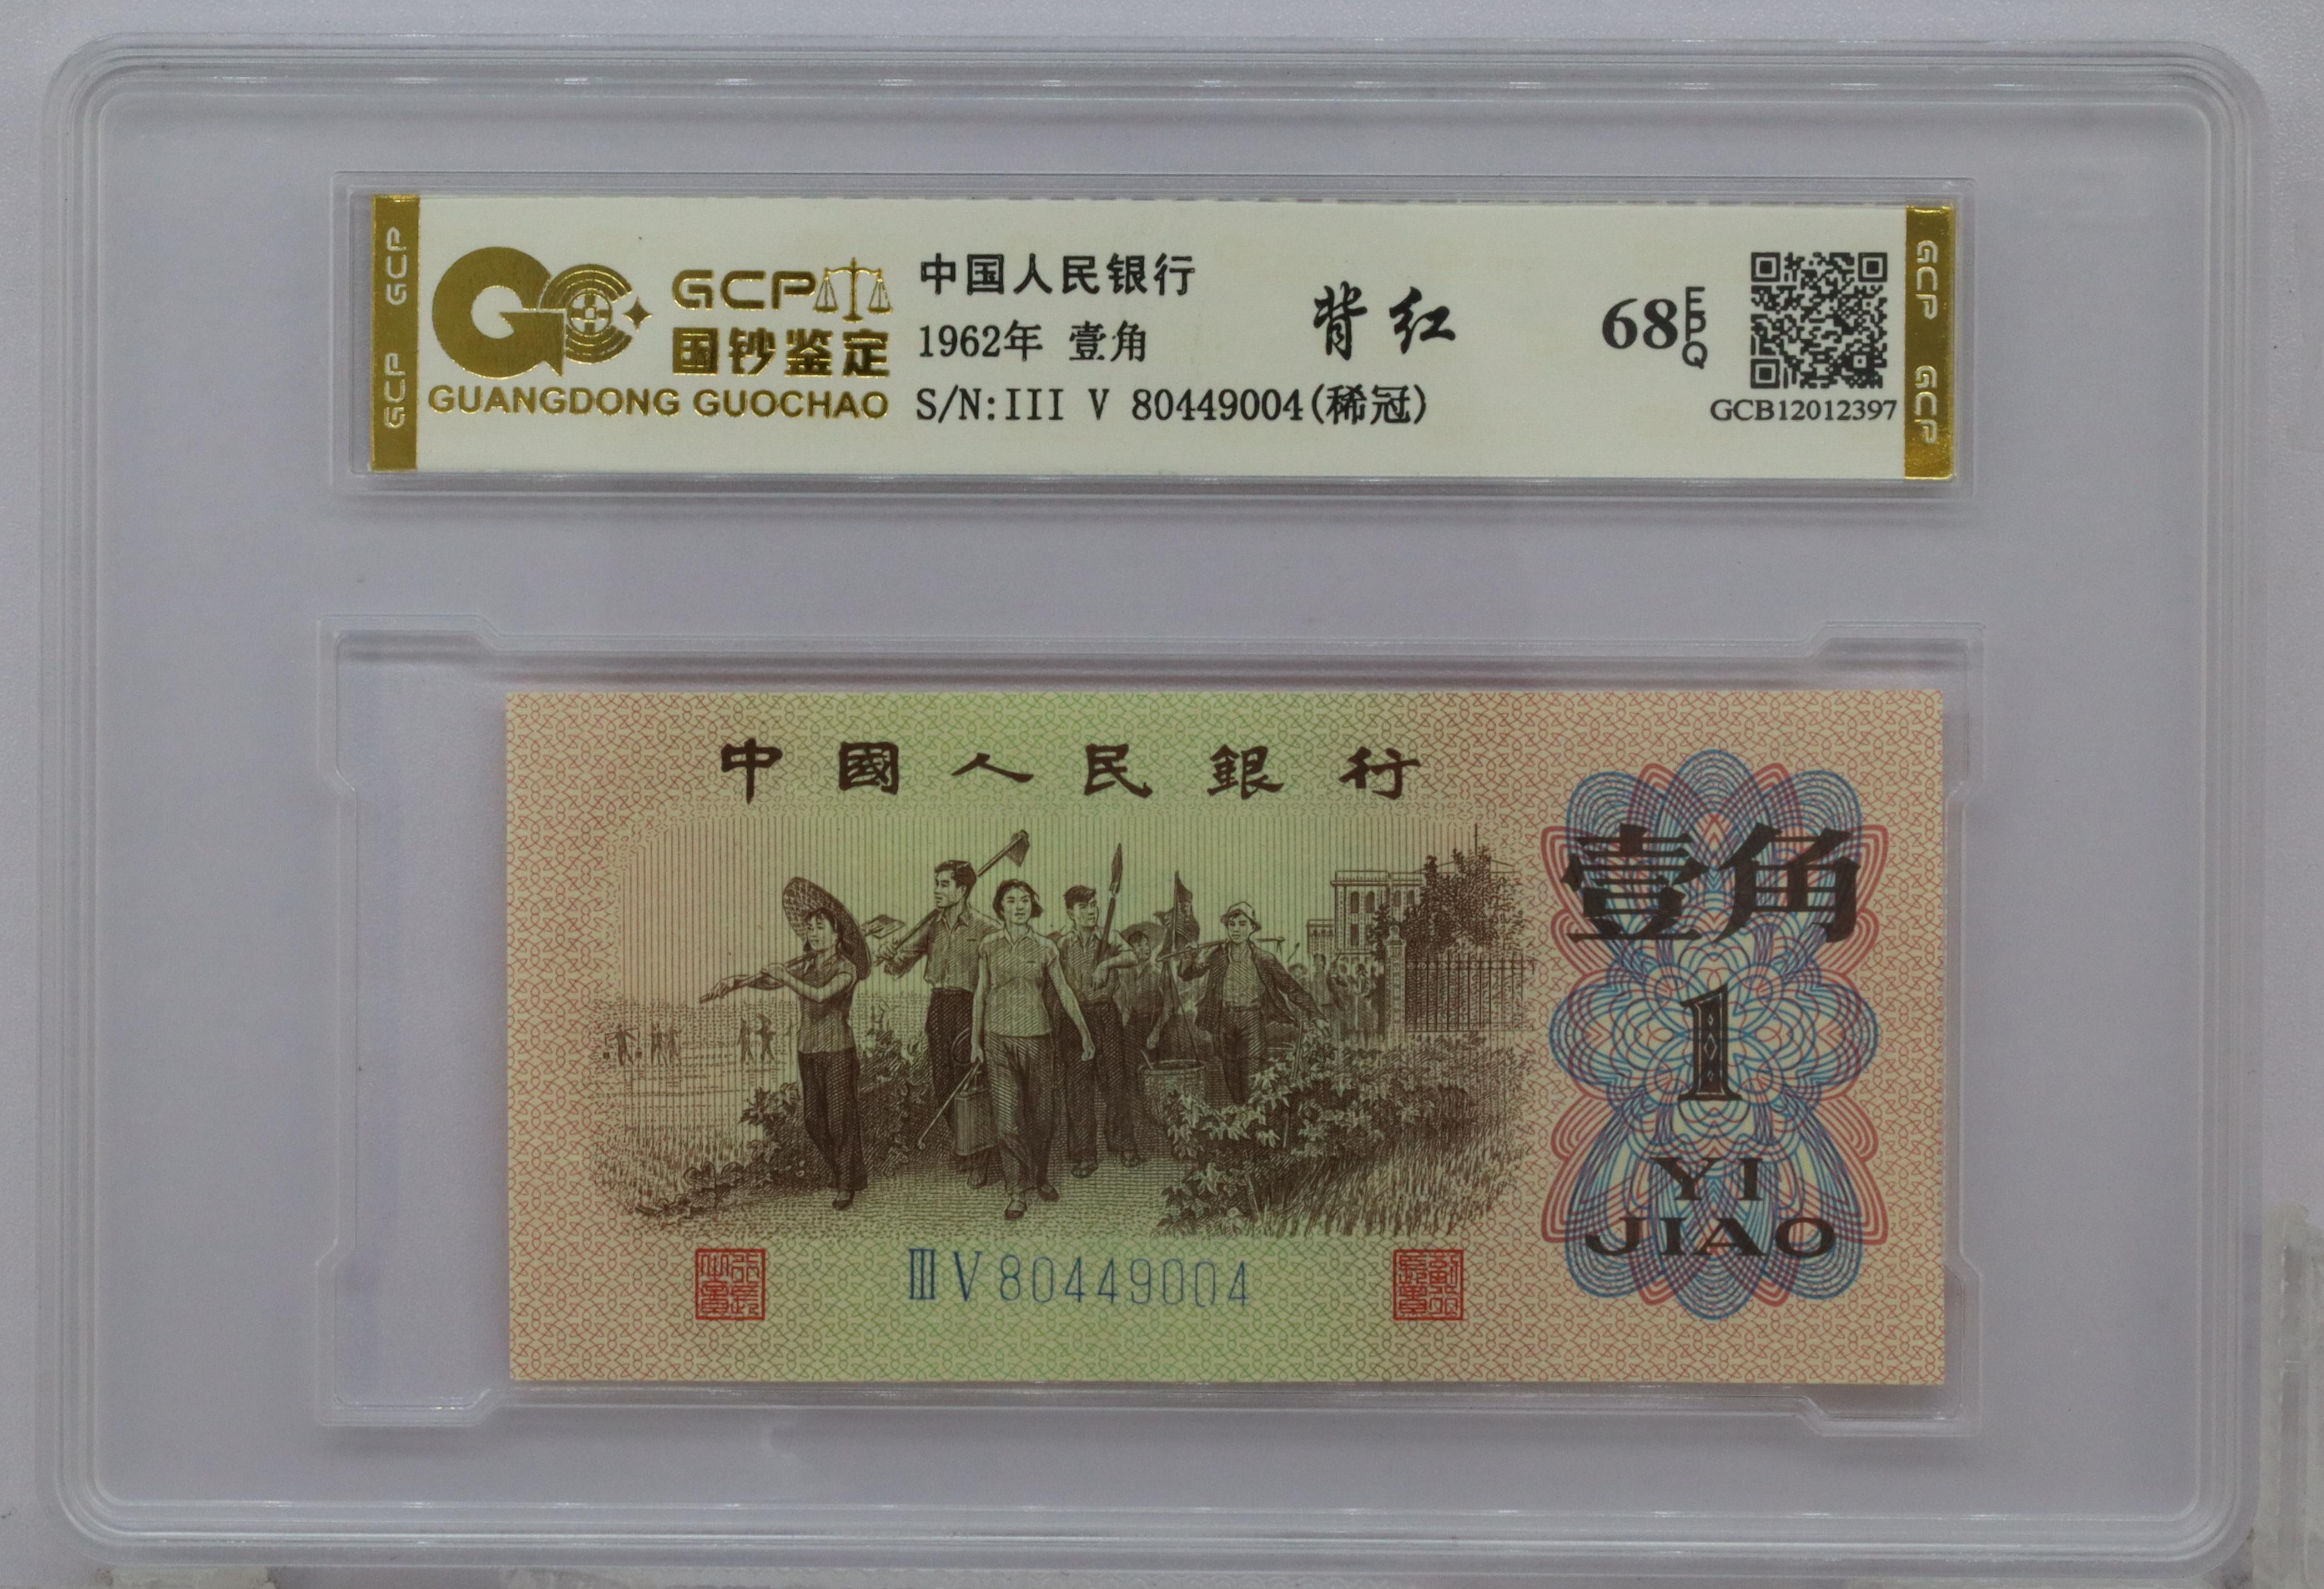 GCP
GCP
GCP
国钞鉴定
GUANGDONG GUOCHAO
中国人民银行
1962年 壹角
S/N:III V 80449004(稀冠)
背红
68EPQ
GCB12012397
GCP
GCP
中國人民銀行
壹角
1
YI
JIAO
III V 80449004